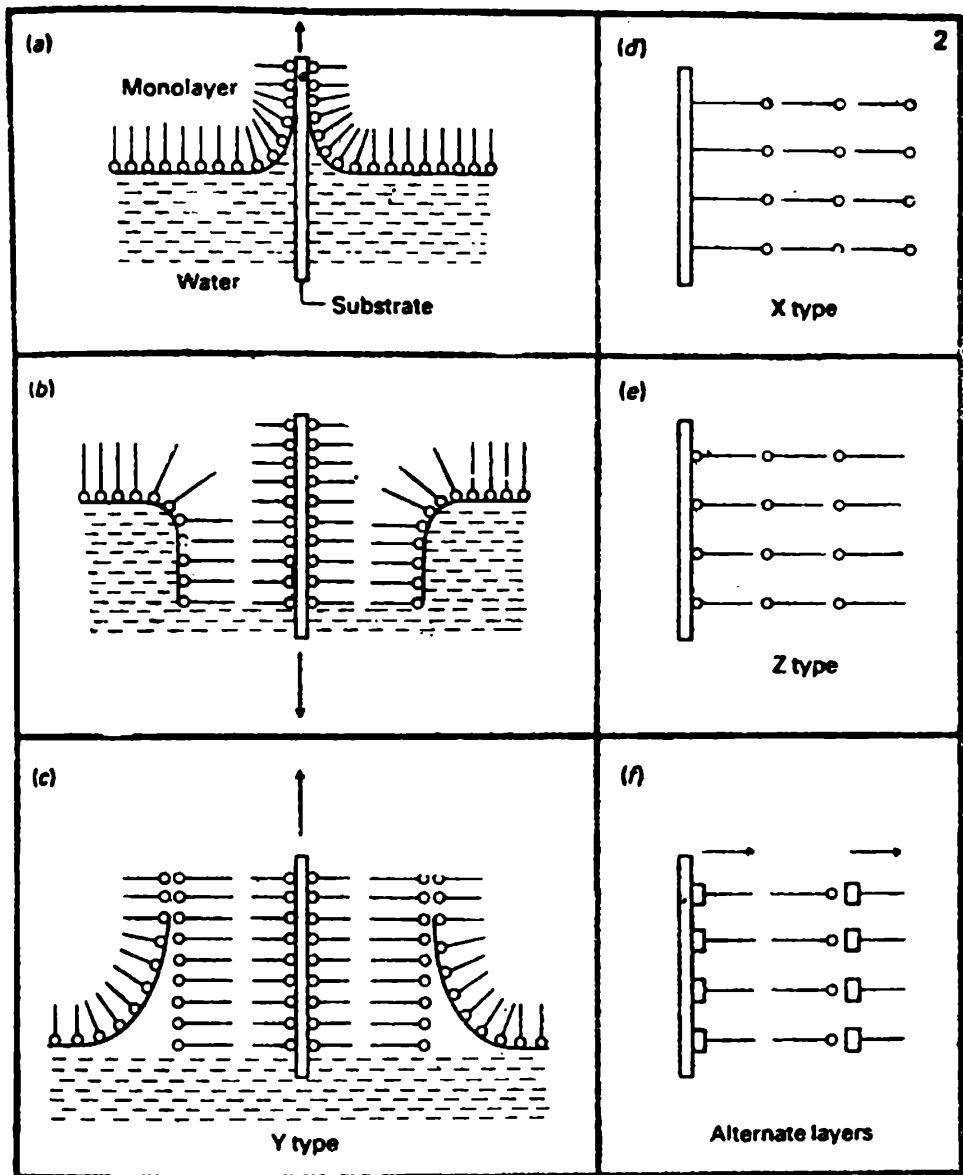 (a)
Monolayer
Water
Substrate
(b)
(c)
Y type
(d) 2
X type
(e)
Z type
(f)
Alternate layers